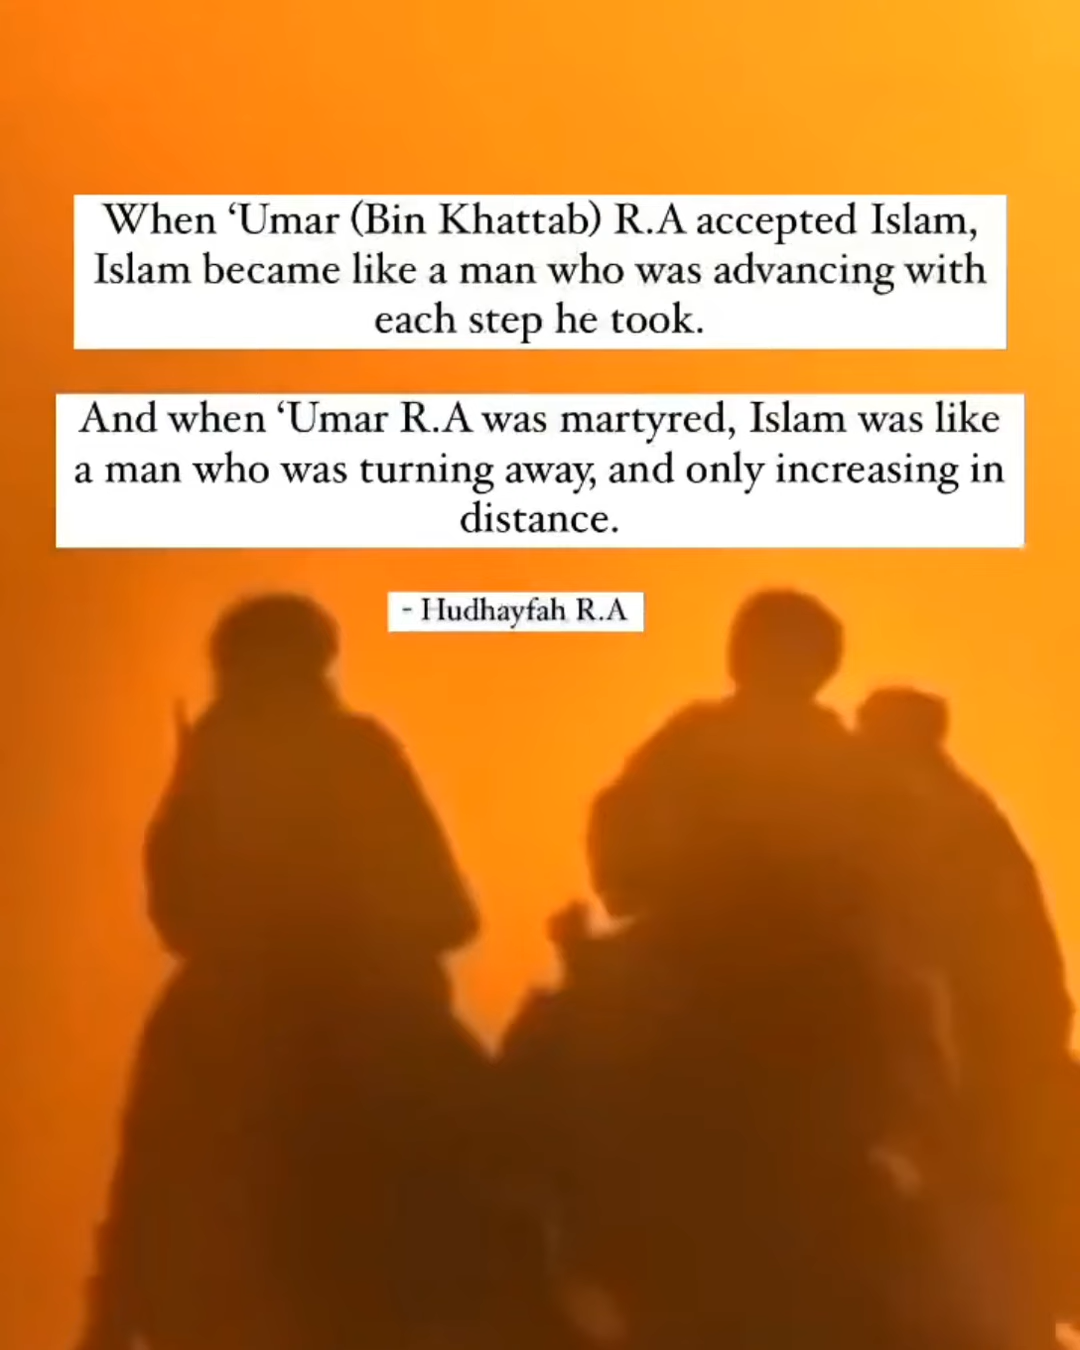 When ‘Umar (Bin Khattab) R.A accepted Islam,
Islam became like a man who was advancing with
each step he took.
And when ‘Umar R.A was martyred, Islam was like
a man who was turning away, and only increasing in
distance.
- Hudhayfah R.A